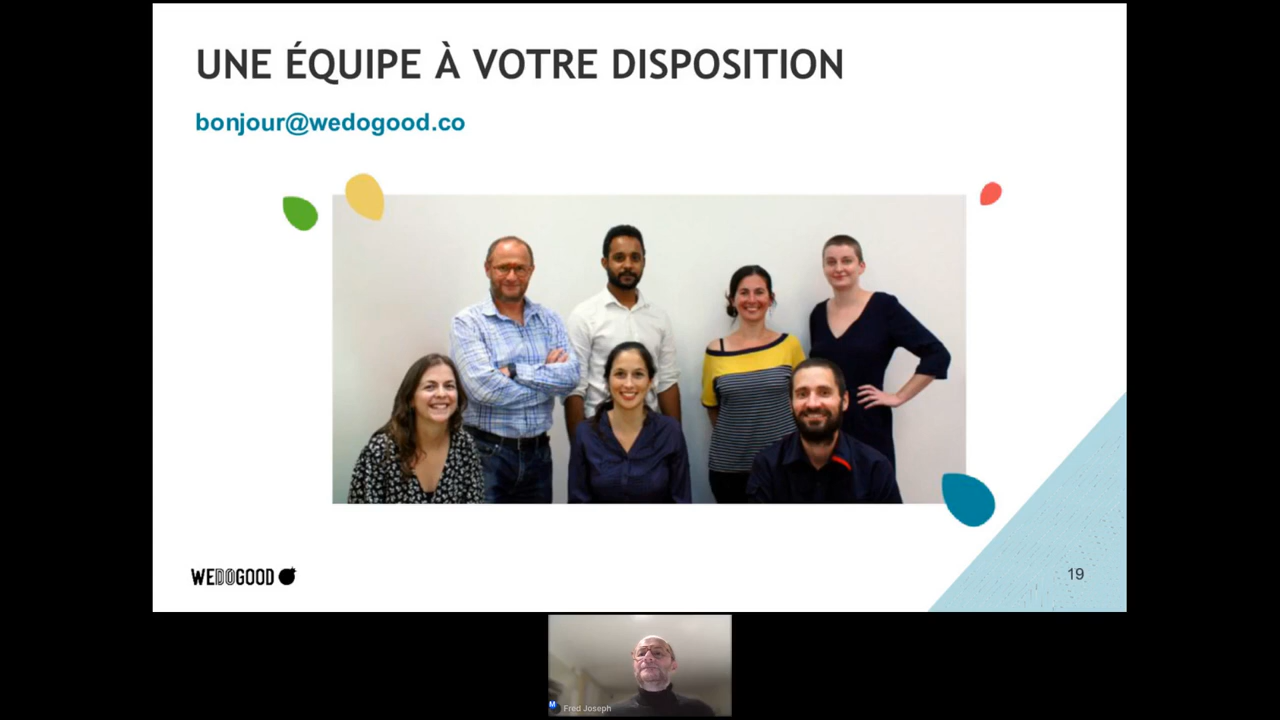 UNE ÉQUIPE À VOTRE DISPOSITION
bonjour@wedogood.co
WEDOGOOD
19
M
Fred Joseph